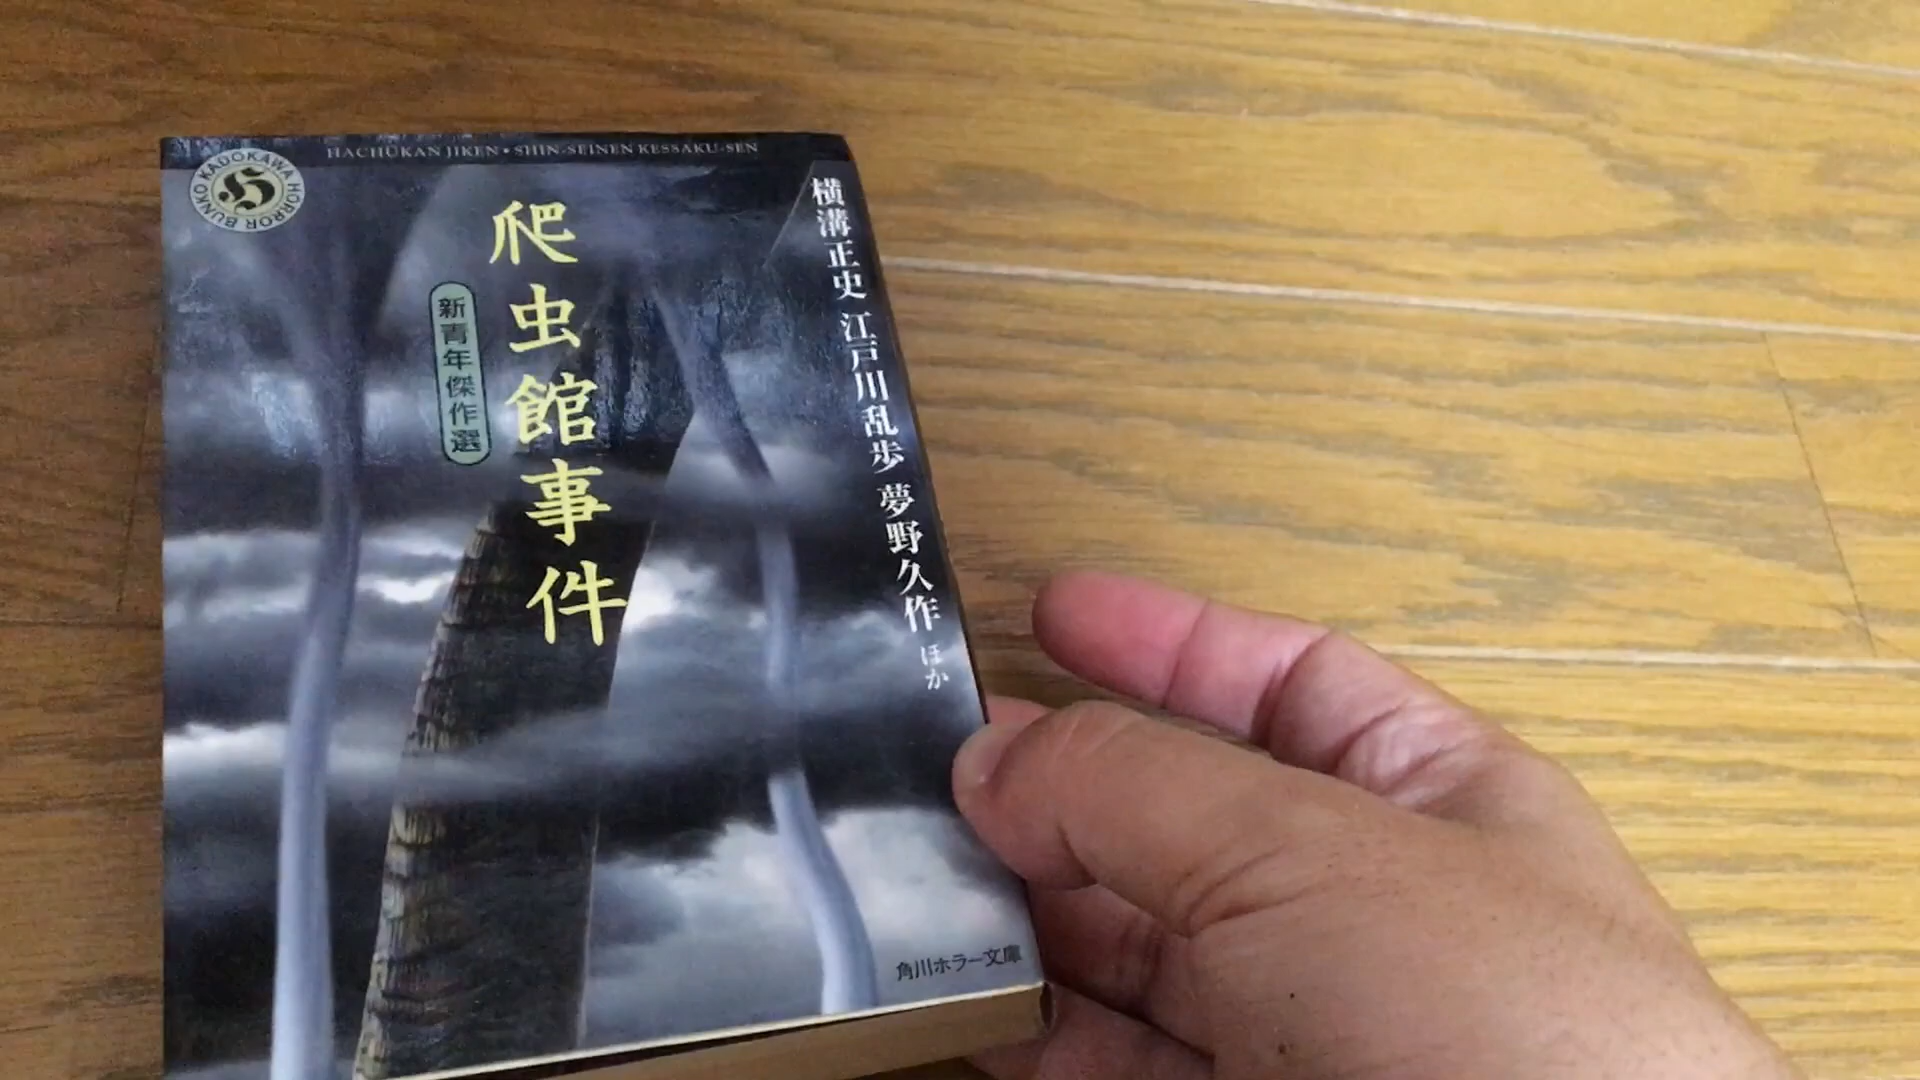 HACHŪKAN JIKEN • SHIN-SEINEN KESSAKU-SEN
KADOKAWA HORROR BUNKO
H
横溝正史 江戸川乱歩 夢野久作 ほか
爬虫館事件
新青年傑作選
角川ホラー文庫